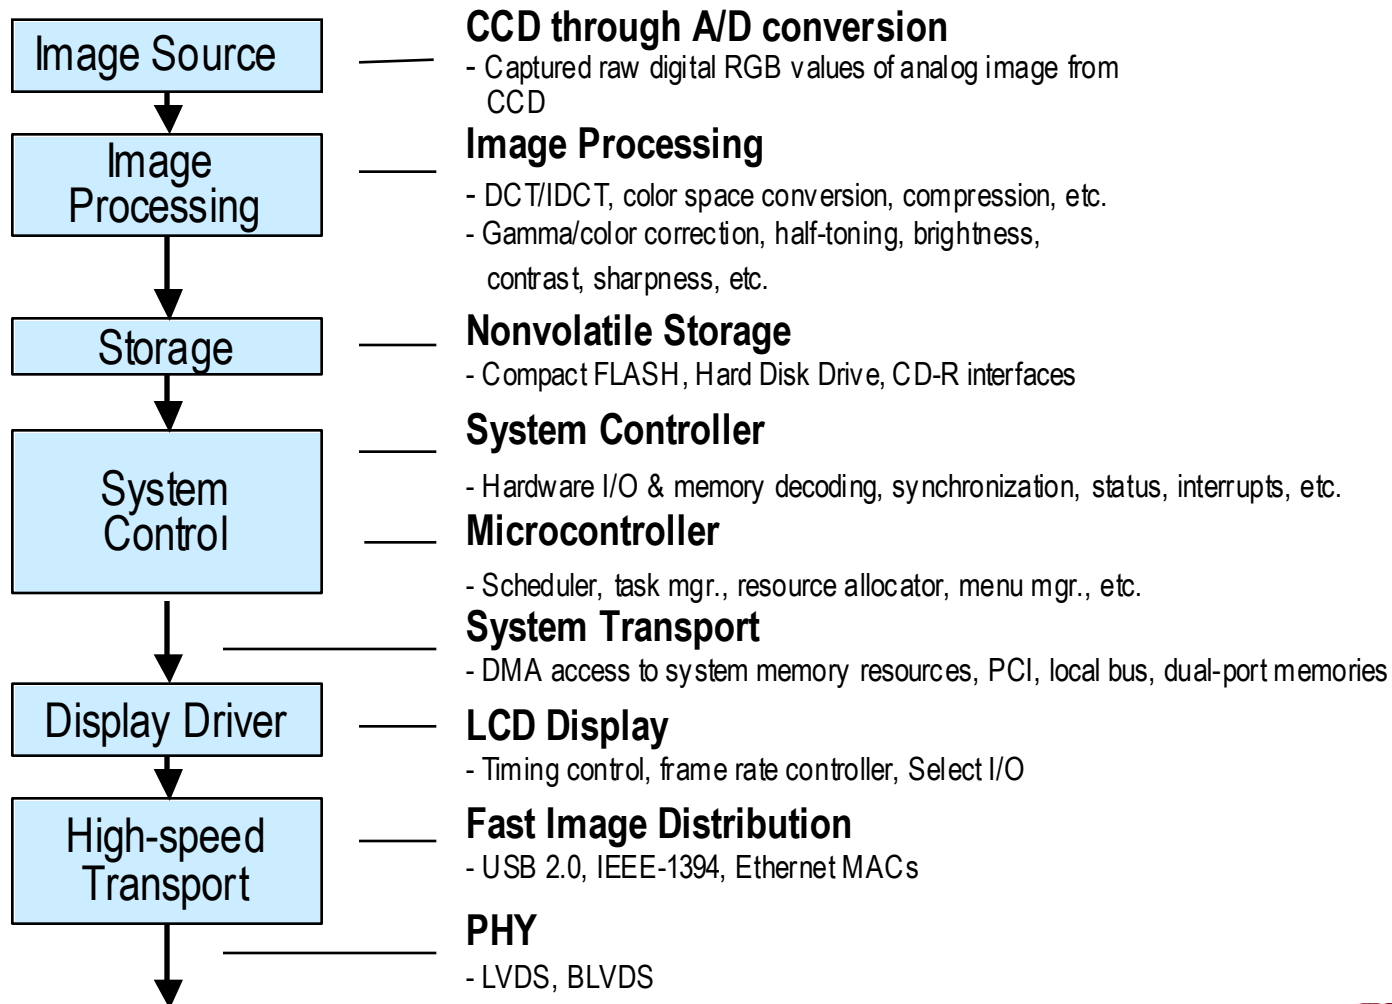 Image Source
CCD through A/D conversion
- Captured raw digital RGB values of analog image from
CCD
Image
Processing
Image Processing
- DCT/IDCT, color space conversion, compression, etc.
- Gamma/color correction, half-toning, brightness,
contrast, sharpness, etc.
Storage
Nonvolatile Storage
- Compact FLASH, Hard Disk Drive, CD-R interfaces
System
Control
System Controller
- Hardware I/O & memory decoding, synchronization, status, interrupts, etc.
Microcontroller
- Scheduler, task mgr., resource allocator, menu mgr., etc.
System Transport
- DMA access to system memory resources, PCI, local bus, dual-port memories
Display Driver
LCD Display
- Timing control, frame rate controller, Select I/O
High-speed
Transport
Fast Image Distribution
- USB 2.0, IEEE-1394, Ethernet MACs
PHY
- LVDS, BLVDS